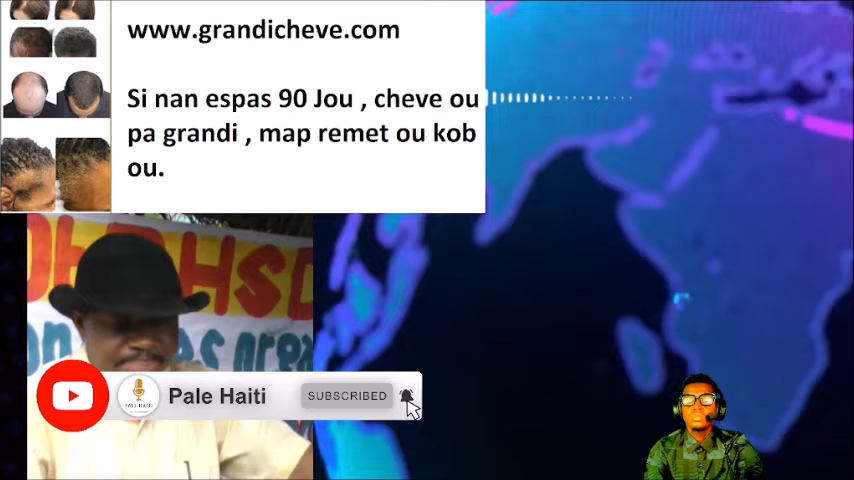 www.grandicheve.com
Si nan espas 90 Jou , cheve ou
pa grandi , map remet ou kob
ou.
HSD
Pale Haiti
SUBSCRIBED
PALE HAITI